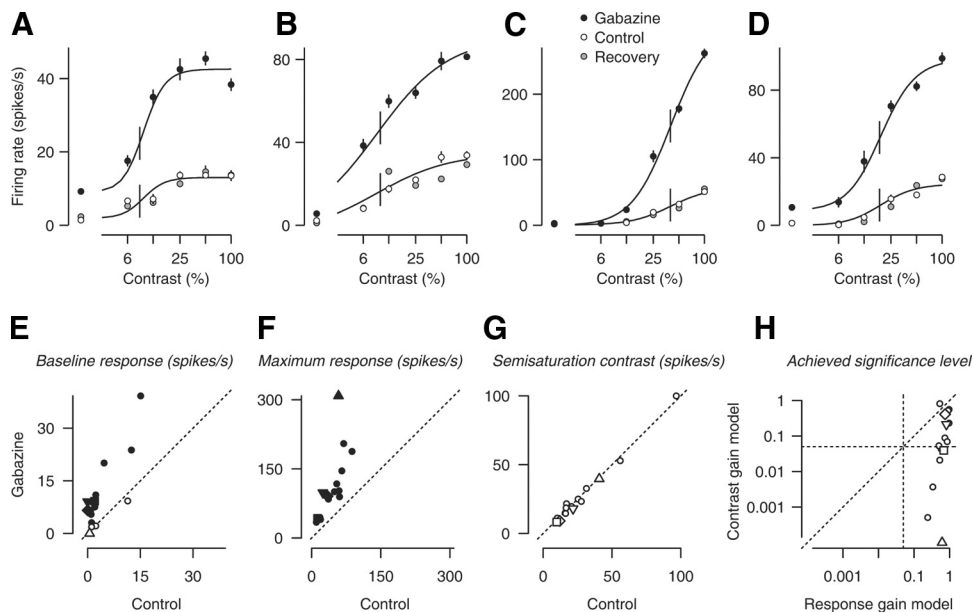 A
B
C
D
Gabazine
Control
Recovery
Firing rate (spikes/s)
40
20
0
80
40
0
200
100
0
80
60
40
20
0
6 25 100
6 25 100
6 25 100
6 25 100
Contrast (%)
Contrast (%)
Contrast (%)
Contrast (%)
E
F
G
H
Baseline response (spikes/s)
Maximum response (spikes/s)
Semisaturation contrast (spikes/s)
Achieved significance level
Gabazine
30
15
0
300
150
0
100
50
0
Contrast gain model
1
0.1
0.01
0.001
0 15 30
0 150 300
0 50 100
0.001 0.1 1
Control
Control
Control
Response gain model